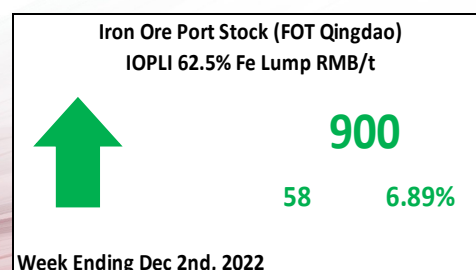 Iron Ore Port Stock (FOT Qingdao)
IOPLI 62.5% Fe Lump RMB/t
900
58 6.89%
Week Ending Dec 2nd, 2022